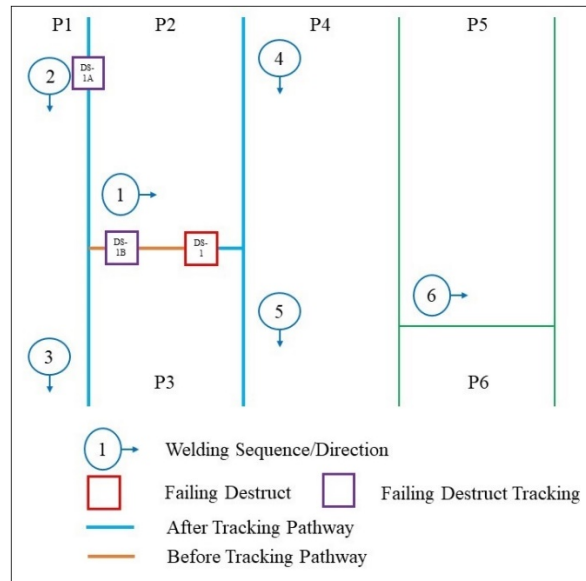 P1 P2 P4 P5
DS-
1A
2
4
1
DS-
1B
DS-
1
5
6
3
P3 P6
1 Welding Sequence/Direction
Failing Destruct Failing Destruct Tracking
After Tracking Pathway
Before Tracking Pathway